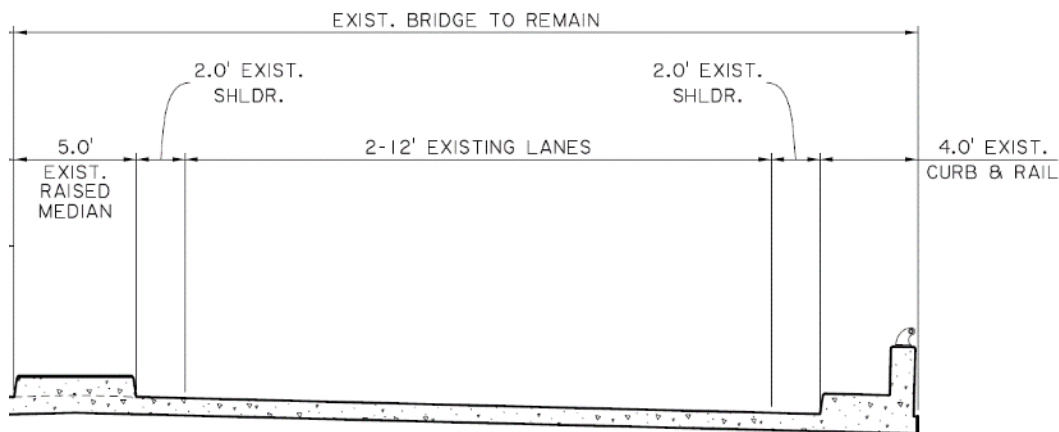 EXIST. BRIDGE TO REMAIN
2.0' EXIST.
SHLDR.
2.0' EXIST.
SHLDR.
5.0'
EXIST.
RAISED
MEDIAN
2-12' EXISTING LANES
4.0' EXIST.
CURB & RAIL